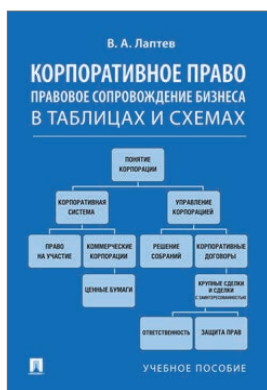 В. А. Лаптев
КОРПОРАТИВНОЕ ПРАВО
ПРАВОВОЕ СОПРОВОЖДЕНИЕ БИЗНЕСА
В ТАБЛИЦАХ И СХЕМАХ
ПОНЯТИЕ
КОРПОРАЦИИ
КОРПОРАТИВНАЯ
СИСТЕМА
УПРАВЛЕНИЕ
КОРПОРАЦИЕЙ
ПРАВО
НА УЧАСТИЕ
КОММЕРЧЕСКИЕ
КОРПОРАЦИИ
РЕШЕНИЕ
СОБРАНИЙ
КОРПОРАТИВНЫЕ
ДОГОВОРЫ
ЦЕННЫЕ БУМАГИ
КРУПНЫЕ СДЕЛКИ
И СДЕЛКИ
С ЗАИНТЕРЕСОВАННОСТЬЮ
ОТВЕТСТВЕННОСТЬ
ЗАЩИТА ПРАВ
УЧЕБНОЕ ПОСОБИЕ